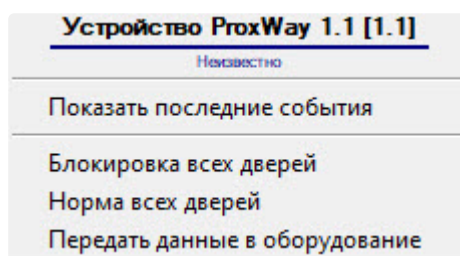 Устройство ProxWay 1.1 [1.1]
Неизвестно
Показать последние события
Блокировка всех дверей
Норма всех дверей
Передать данные в оборудование